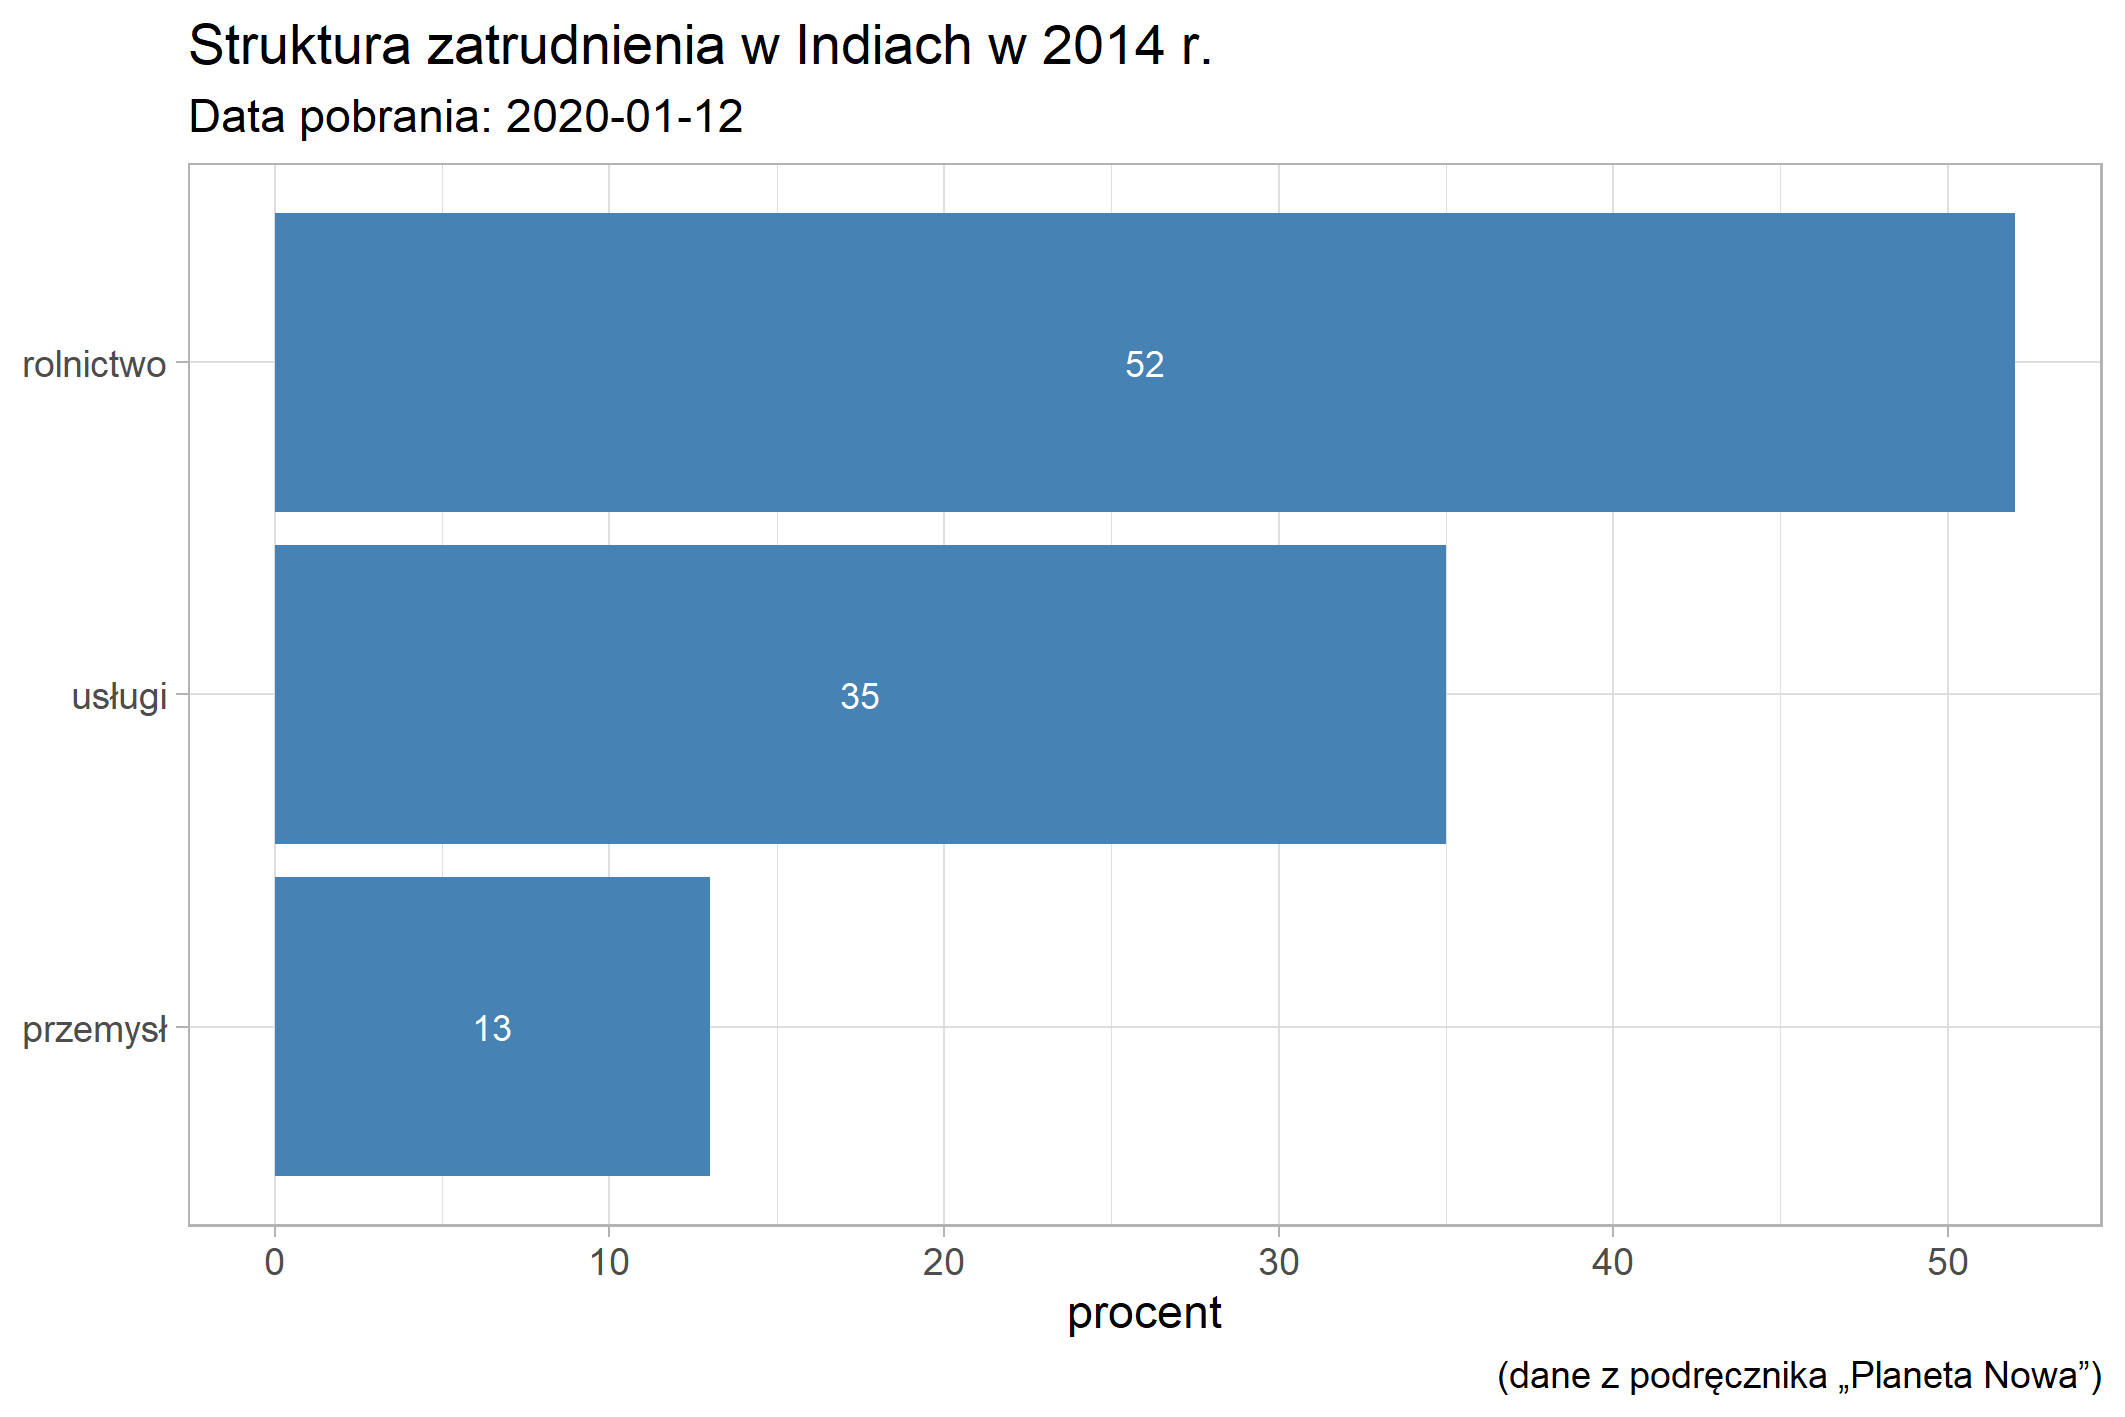 Struktura zatrudnienia w Indiach w 2014 r.
Data pobrania: 2020-01-12
rolnictwo
52
usługi
35
przemysł
13
0 10 20 30 40 50
procent
(dane z podręcznika „Planeta Nowa”)